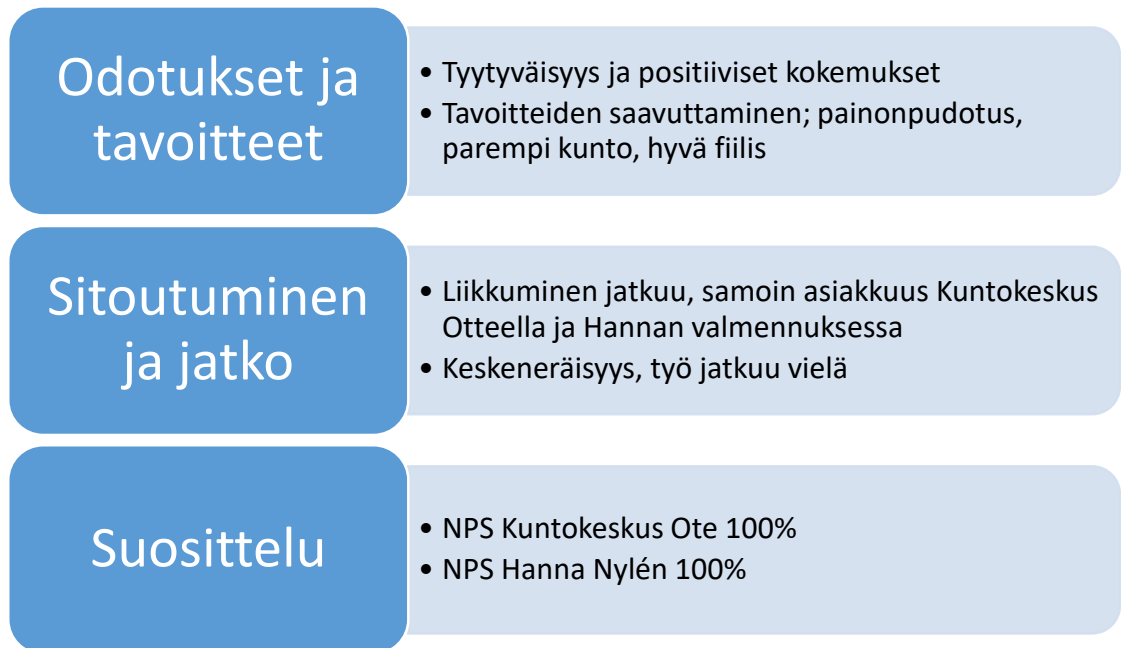 Odotukset ja
tavoitteet
• Tyytyväisyys ja positiiviset kokemukset
• Tavoitteiden saavuttaminen; painonpudotus,
parempi kunto, hyvä fiilis
Sitoutuminen
ja jatko
• Liikkuminen jatkuu, samoin asiakkuus Kuntokeskus
Otteella ja Hannan valmennuksessa
• Keskeneräisyys, työ jatkuu vielä
Suosittelu
• NPS Kuntokeskus Ote 100%
• NPS Hanna Nylén 100%